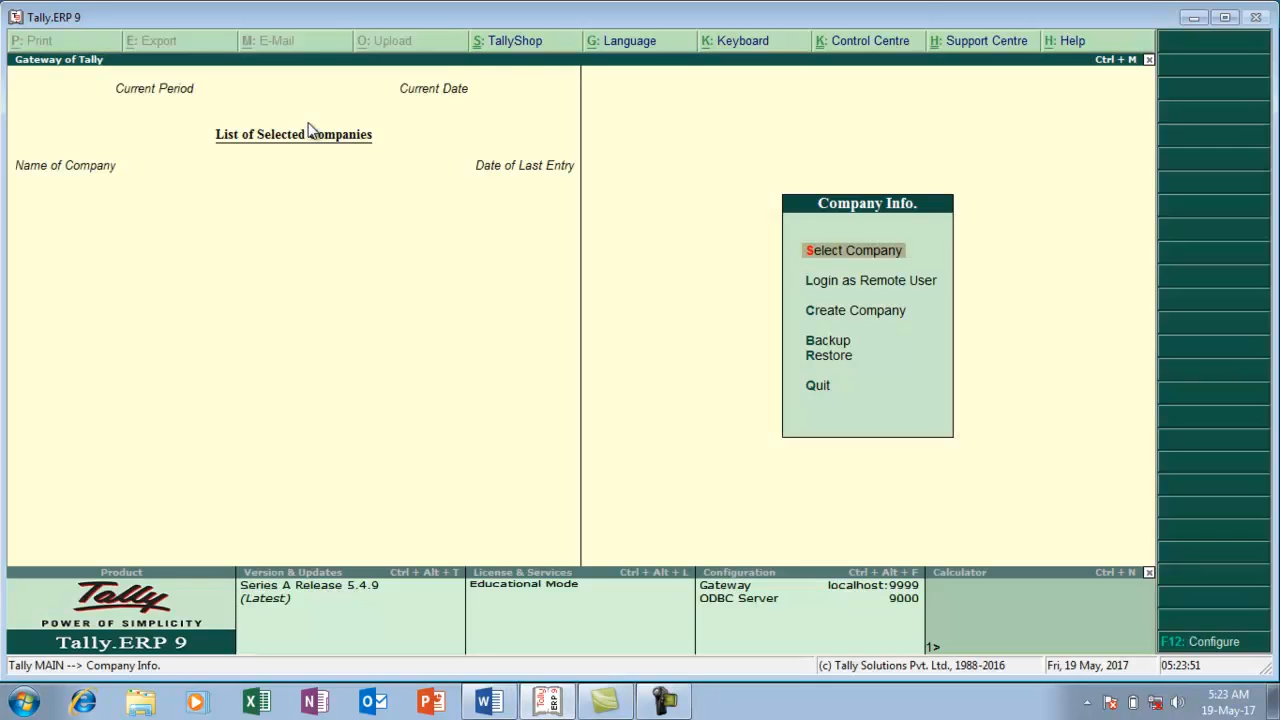 Tally.ERP 9
P: Print E: Export M: E-Mail O: Upload S: TallyShop G: Language K: Keyboard K: Control Centre H: Support Centre H: Help
Gateway of Tally Ctrl + M
Current Period Current Date
List of Selected Companies
Name of Company Date of Last Entry
Company Info.
Select Company
Login as Remote User
Create Company
Backup
Restore
Quit
Product Version & Updates Ctrl + Alt + T License & Services Ctrl + Alt + L Configuration Ctrl + Alt + F Calculator Ctrl + N
Tally
POWER OF SIMPLICITY
Tally.ERP 9
Series A Release 5.4.9
(Latest)
Educational Mode
Gateway localhost:9999
ODBC Server 9000
1>
F12: Configure
Tally MAIN --> Company Info. (c) Tally Solutions Pvt. Ltd., 1988-2016 Fri, 19 May, 2017 05:23:51
5:23 AM
19-May-17